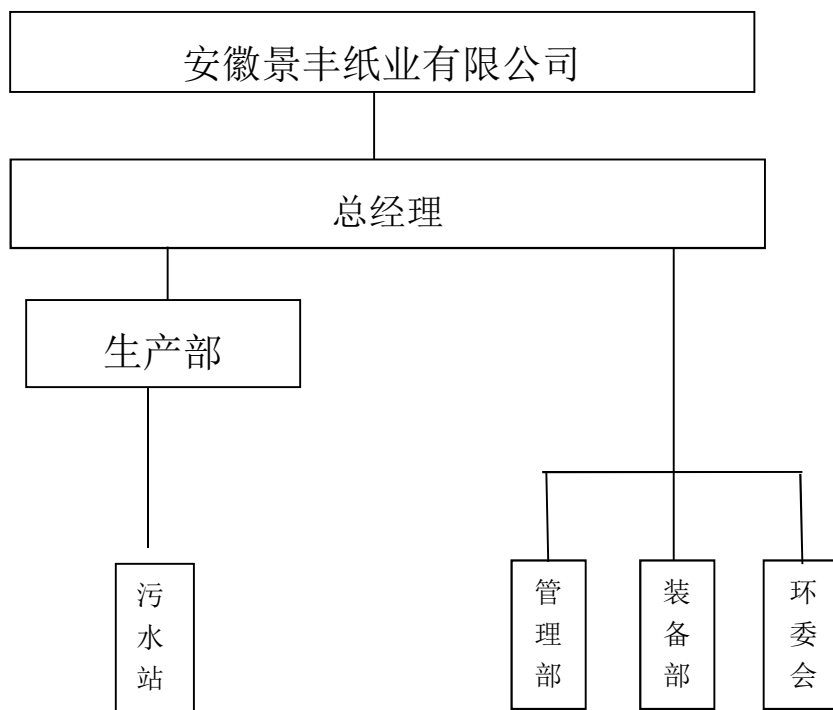 安徽景丰纸业有限公司
总经理
生产部
污水站
管理部
装备部
环委会